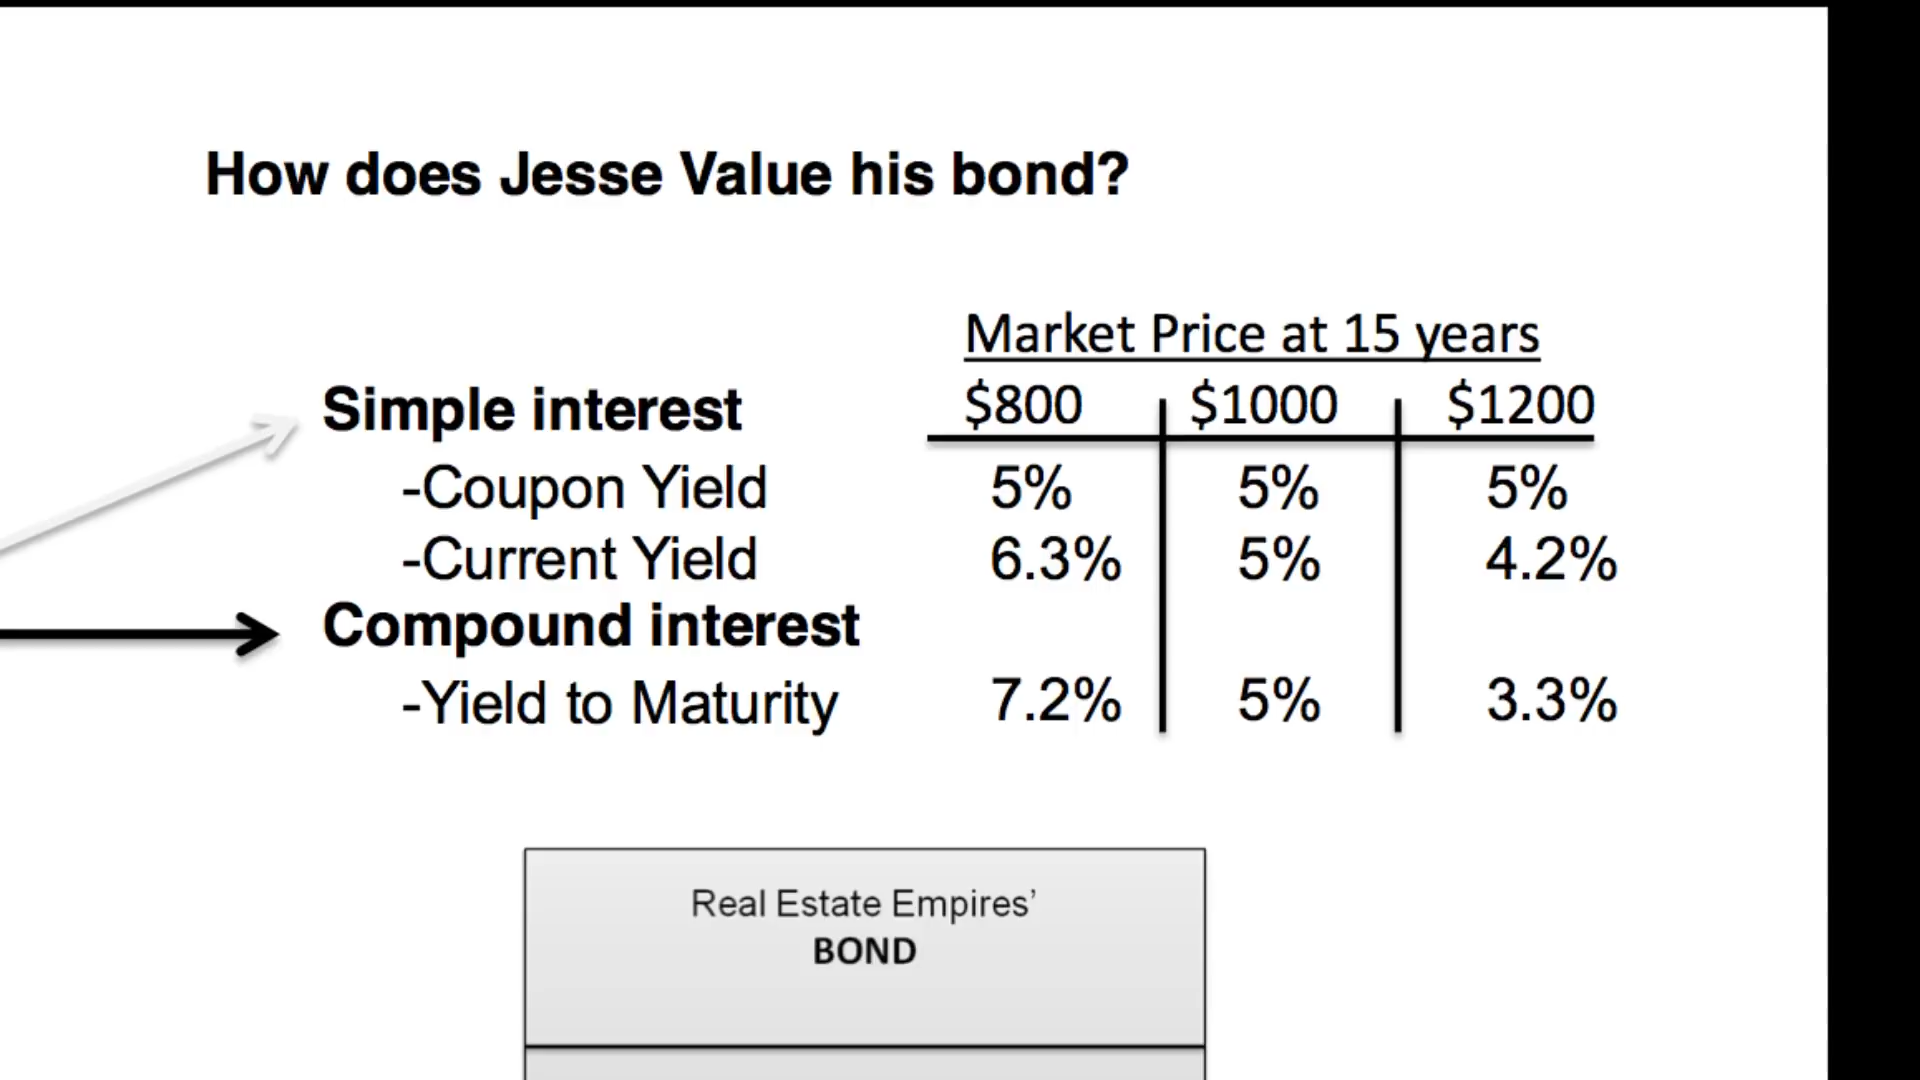 How does Jesse Value his bond?
Market Price at 15 years
Simple interest $800 $1000 $1200
-Coupon Yield 5% 5% 5%
-Current Yield 6.3% 5% 4.2%
Compound interest
-Yield to Maturity 7.2% 5% 3.3%
Real Estate Empires’
BOND